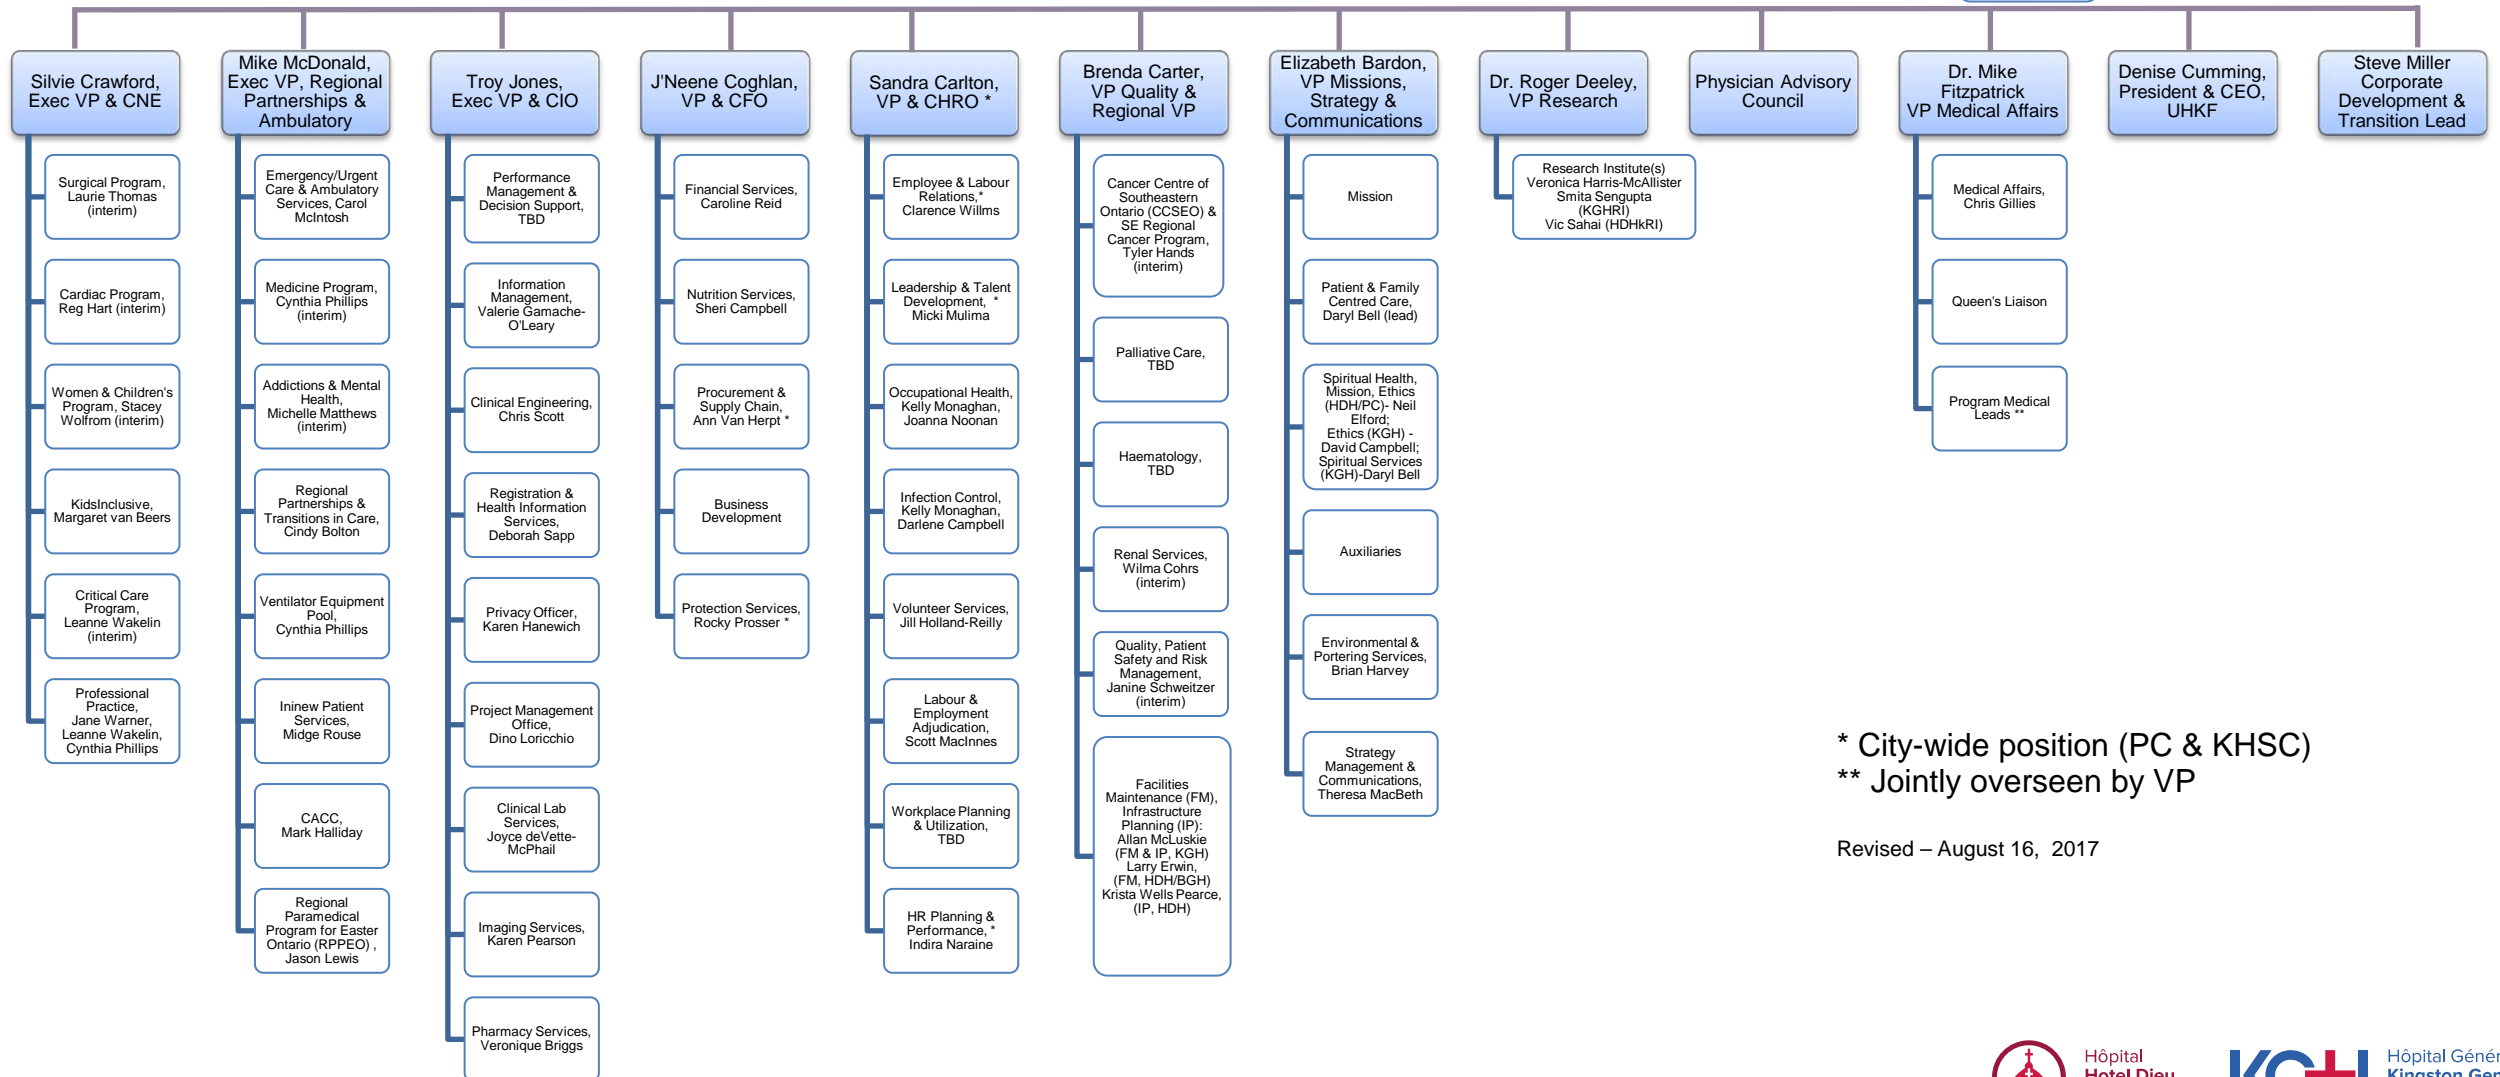 Silvie Crawford,
Exec VP & CNE
Mike McDonald,
Exec VP, Regional
Partnerships &
Ambulatory
Troy Jones,
Exec VP & CIO
J'Neene Coghlan,
VP & CFO
Sandra Carlton,
VP & CHRO *
Brenda Carter,
VP Quality &
Regional VP
Elizabeth Bardon,
VP Missions,
Strategy &
Communications
Dr. Roger Deeley,
VP Research
Physician Advisory
Council
Dr. Mike
Fitzpatrick
VP Medical Affairs
Denise Cumming,
President & CEO,
UHKF
Steve Miller
Corporate
Development &
Transition Lead
Surgical Program,
Laurie Thomas
(interim)
Cardiac Program,
Reg Hart (interim)
Women & Children's
Program, Stacey
Wolfrom (interim)
KidsInclusive,
Margaret van Beers
Critical Care
Program,
Leanne Wakelin
(interim)
Professional
Practice,
Jane Warner,
Leanne Wakelin,
Cynthia Phillips
Emergency/Urgent
Care & Ambulatory
Services, Carol
McIntosh
Medicine Program,
Cynthia Phillips
(interim)
Addictions & Mental
Health,
Michelle Matthews
(interim)
Regional
Partnerships &
Transitions in Care,
Cindy Bolton
Ventilator Equipment
Pool,
Cynthia Phillips
Ininew Patient
Services,
Midge Rouse
CACC,
Mark Halliday
Regional
Paramedical
Program for Easter
Ontario (RPPEO) ,
Jason Lewis
Performance
Management &
Decision Support,
TBD
Information
Management,
Valerie Gamache-
O'Leary
Clinical Engineering,
Chris Scott
Registration &
Health Information
Services,
Deborah Sapp
Privacy Officer,
Karen Hanewich
Project Management
Office,
Dino Loricchio
Clinical Lab
Services,
Joyce deVette-
McPhail
Imaging Services,
Karen Pearson
Pharmacy Services,
Veronique Briggs
Financial Services,
Caroline Reid
Nutrition Services,
Sheri Campbell
Procurement &
Supply Chain,
Ann Van Herpt *
Business
Development
Protection Services,
Rocky Prosser *
Employee & Labour
Relations,*
Clarence Willms
Leadership & Talent
Development, *
Micki Mulima
Occupational Health,
Kelly Monaghan,
Joanna Noonan
Infection Control,
Kelly Monaghan,
Darlene Campbell
Volunteer Services,
Jill Holland-Reilly
Labour &
Employment
Adjudication,
Scott MacInnes
Workplace Planning
& Utilization,
TBD
HR Planning &
Performance, *
Indira Naraine
Cancer Centre of
Southeastern
Ontario (CCSEO) &
SE Regional
Cancer Program,
Tyler Hands
(interim)
Palliative Care,
TBD
Haematology,
TBD
Renal Services,
Wilma Cohrs
(interim)
Quality, Patient
Safety and Risk
Management,
Janine Schweitzer
(interim)
Facilities
Maintenance (FM),
Infrastructure
Planning (IP):
Allan McLuskie
(FM & IP, KGH)
Larry Erwin,
(FM, HDH/BGH)
Krista Wells Pearce,
(IP, HDH)
Mission
Patient & Family
Centred Care,
Daryl Bell (lead)
Spiritual Health,
Mission, Ethics
(HDH/PC)- Neil
Elford;
Ethics (KGH) -
David Campbell;
Spiritual Services
(KGH)-Daryl Bell
Auxiliaries
Environmental &
Portering Services,
Brian Harvey
Strategy
Management &
Communications,
Theresa MacBeth
Research Institute(s)
Veronica Harris-McAllister
Smita Sengupta
(KGHRI)
Vic Sahai (HDHkRI)
Medical Affairs,
Chris Gillies
Queen's Liaison
Program Medical
Leads **
* City-wide position (PC & KHSC)
** Jointly overseen by VP
Revised – August 16, 2017
Hôpital
Hotel Dieu
KGH
Hôpital Génér
Kingston Gen